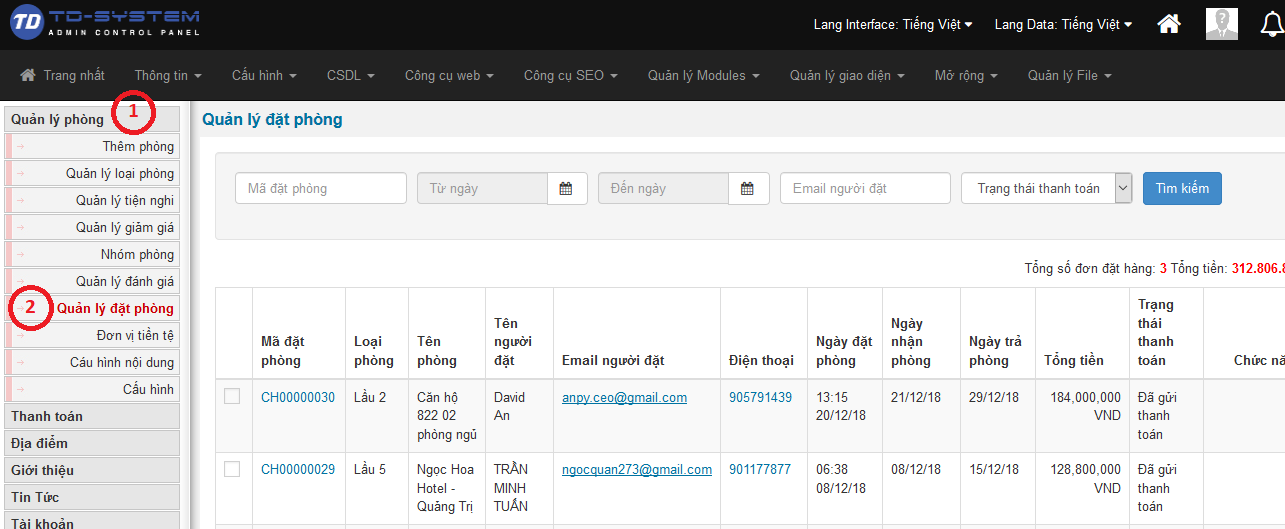 TD TD-SYSTEM
ADMIN CONTROL PANEL
Lang Interface: Tiếng Việt Lang Data: Tiếng Việt
Trang nhất Thông tin Cấu hình CSDL Công cụ web Công cụ SEO Quản lý Modules Quản lý giao diện Mở rộng Quản lý File
Quản lý phòng 1
Thêm phòng
Quản lý loại phòng
Quản lý tiện nghi
Quản lý giảm giá
Nhóm phòng
Quản lý đánh giá
2 Quản lý đặt phòng
Đơn vị tiền tệ
Cáu hình nội dung
Cấu hình
Thanh toán
Địa điểm
Giới thiệu
Tin Tức
Tài khoản
Quản lý đặt phòng
Mã đặt phòng Từ ngày Đến ngày Email người đặt Trạng thái thanh toán Tìm kiếm
Tổng số đơn đặt hàng: 3 Tổng tiền: 312.806.8
Mã đặt
phòng
Loại
phòng
Tên
phòng
Tên
người
đặt
Email người đặt
Điện thoại
Ngày đặt
phòng
Ngày
nhận
phòng
Ngày trả
phòng
Tổng tiền
Trạng
thái
thanh
toán
Chức nă
CH00000030
Lầu 2
Căn hộ
822 02
phòng ngủ
David
An
anpy.ceo@gmail.com
905791439
13:15
20/12/18
21/12/18
29/12/18
184,000,000
VND
Đã gửi
thanh
toán
CH00000029
Lầu 5
Ngọc Hoa
Hotel -
Quảng Trị
TRẦN
MINH
TUẤN
ngocquan273@gmail.com
901177877
06:38
08/12/18
08/12/18
15/12/18
128,800,000
VND
Đã gửi
thanh
toán